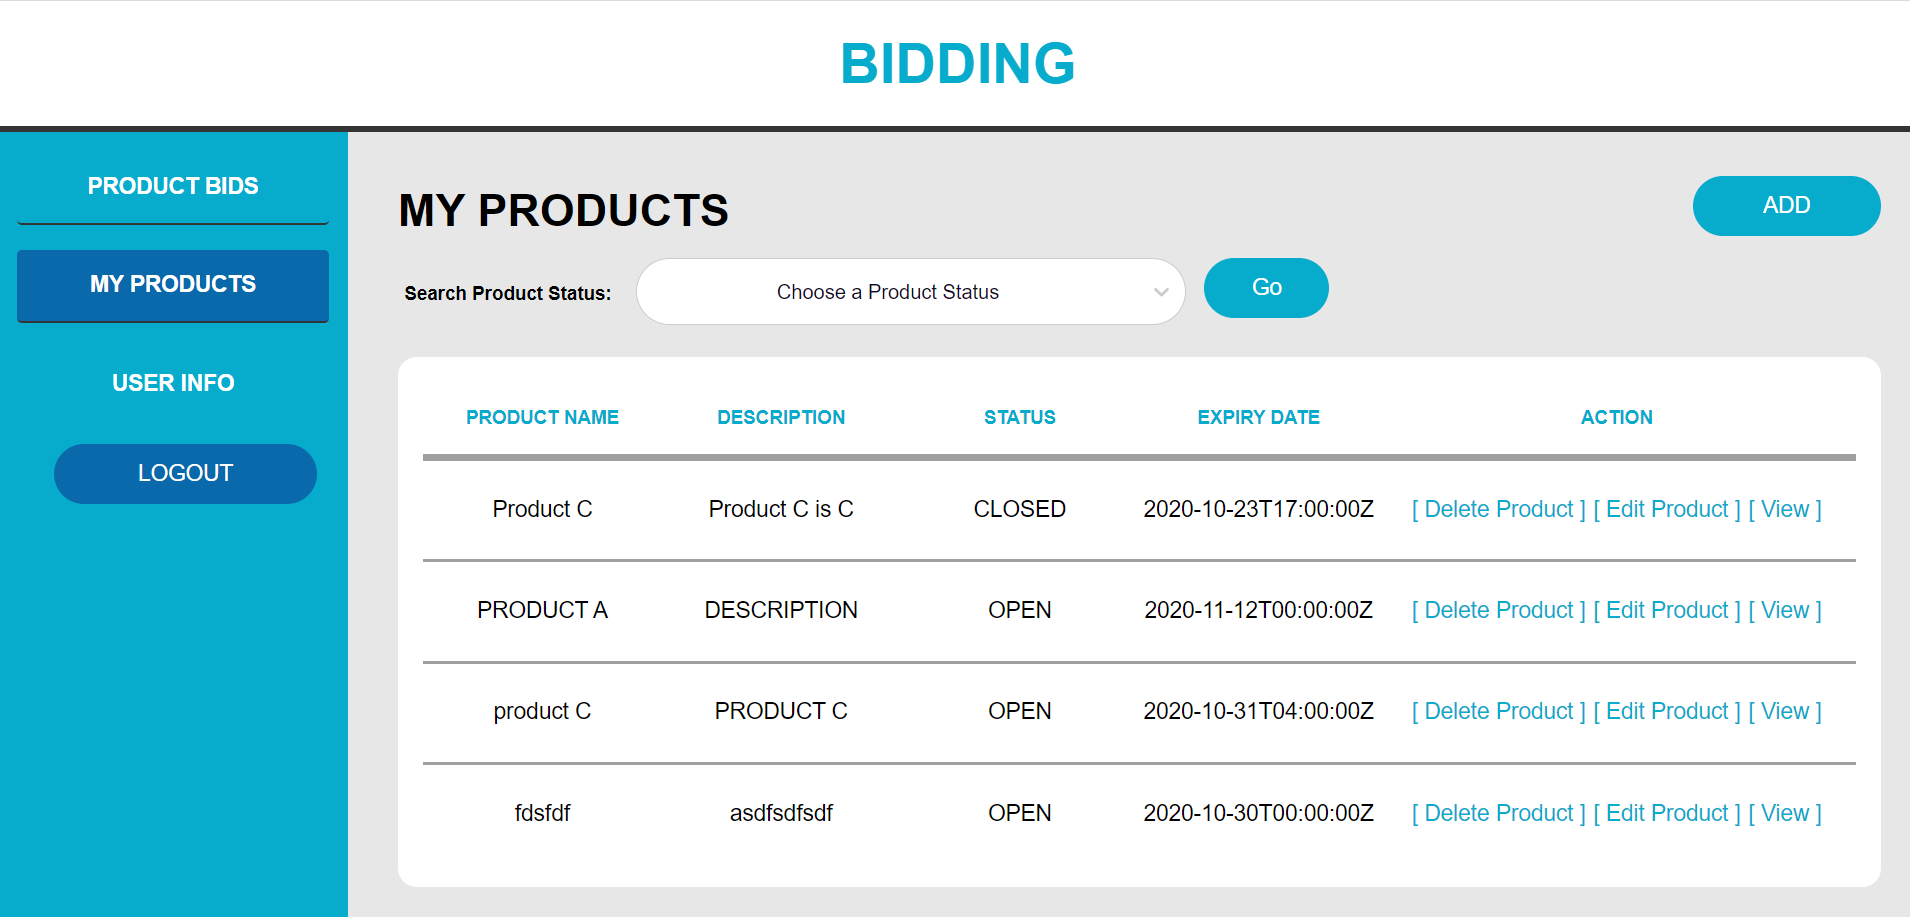 BIDDING
PRODUCT BIDS
MY PRODUCTS
USER INFO
LOGOUT
MY PRODUCTS
ADD
Search Product Status: Choose a Product Status Go
PRODUCT NAME DESCRIPTION STATUS EXPIRY DATE ACTION
Product C Product C is C CLOSED 2020-10-23T17:00:00Z [ Delete Product ] [ Edit Product ] [ View ]
PRODUCT A DESCRIPTION OPEN 2020-11-12T00:00:00Z [ Delete Product ] [ Edit Product ] [ View ]
product C PRODUCT C OPEN 2020-10-31T04:00:00Z [ Delete Product ] [ Edit Product ] [ View ]
fdsfdf asdfsdfsdf OPEN 2020-10-30T00:00:00Z [ Delete Product ] [ Edit Product ] [ View ]